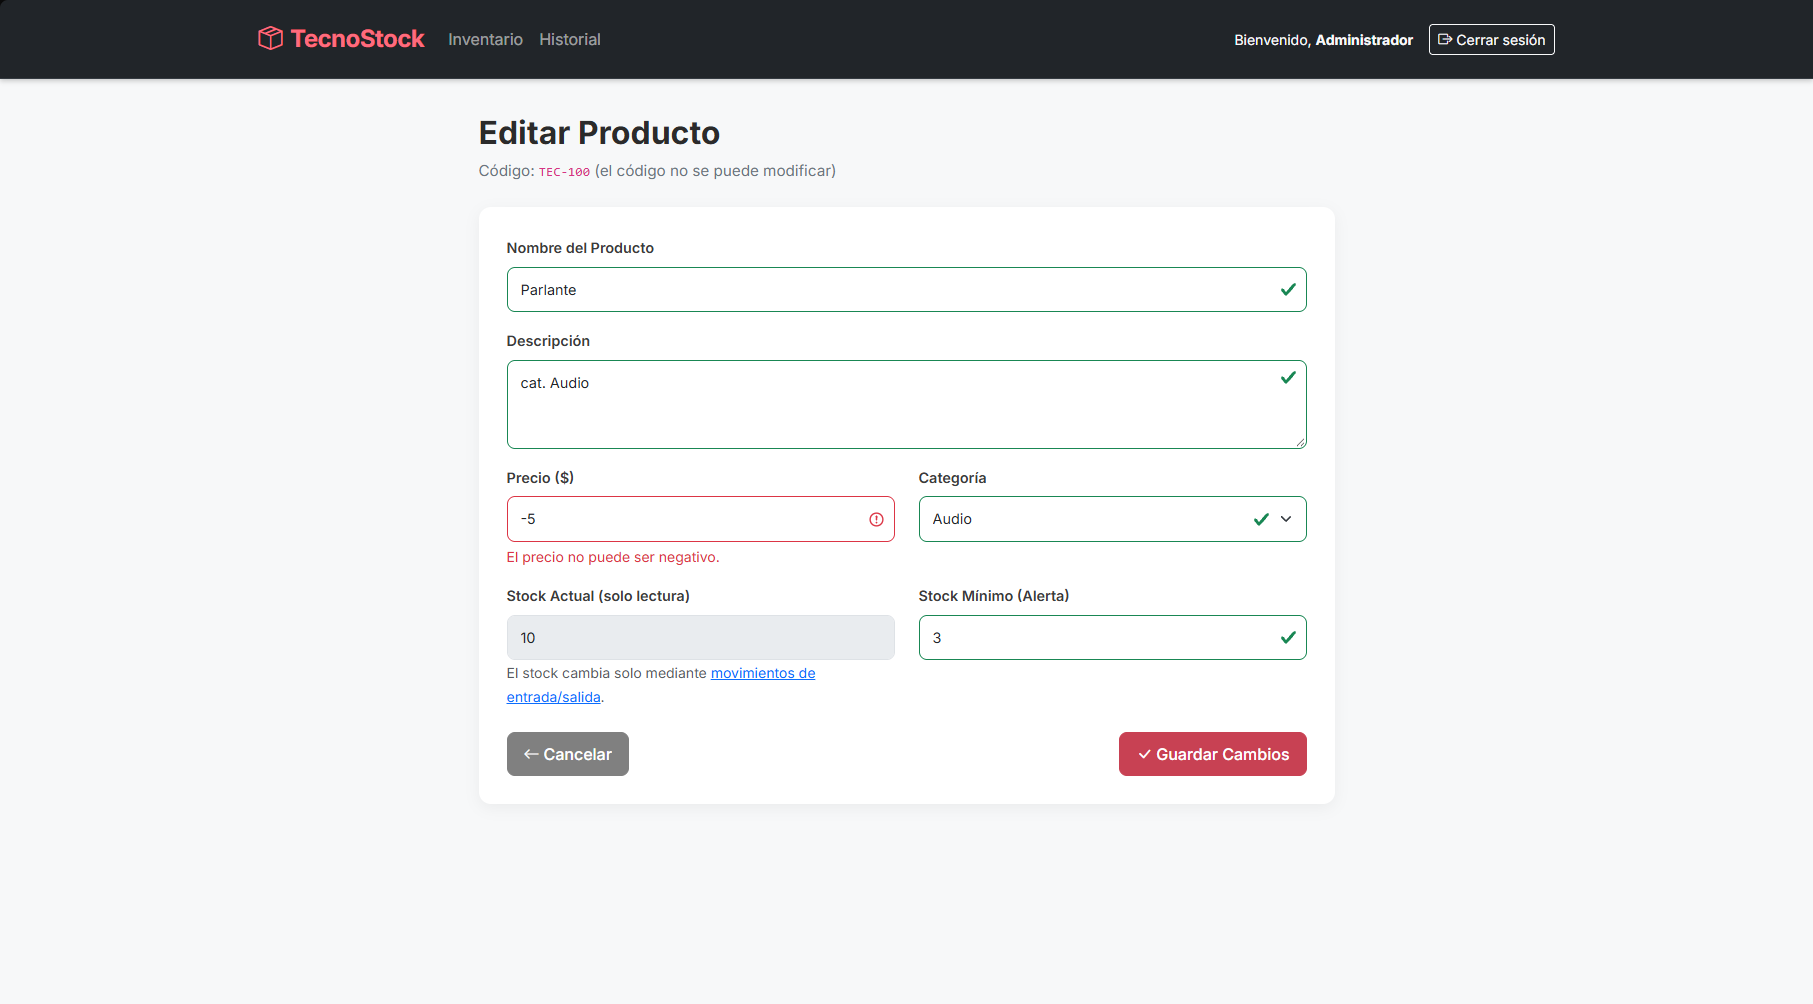 TecnoStock Inventario Historial Bienvenido, Administrador Cerrar sesión
Editar Producto
Código: TEC-100 (el código no se puede modificar)
Nombre del Producto
Parlante
Descripción
cat. Audio
Precio ($) Categoría
-5 Audio
El precio no puede ser negativo.
Stock Actual (solo lectura) Stock Mínimo (Alerta)
10 3
El stock cambia solo mediante movimientos de
entrada/salida.
Cancelar Guardar Cambios